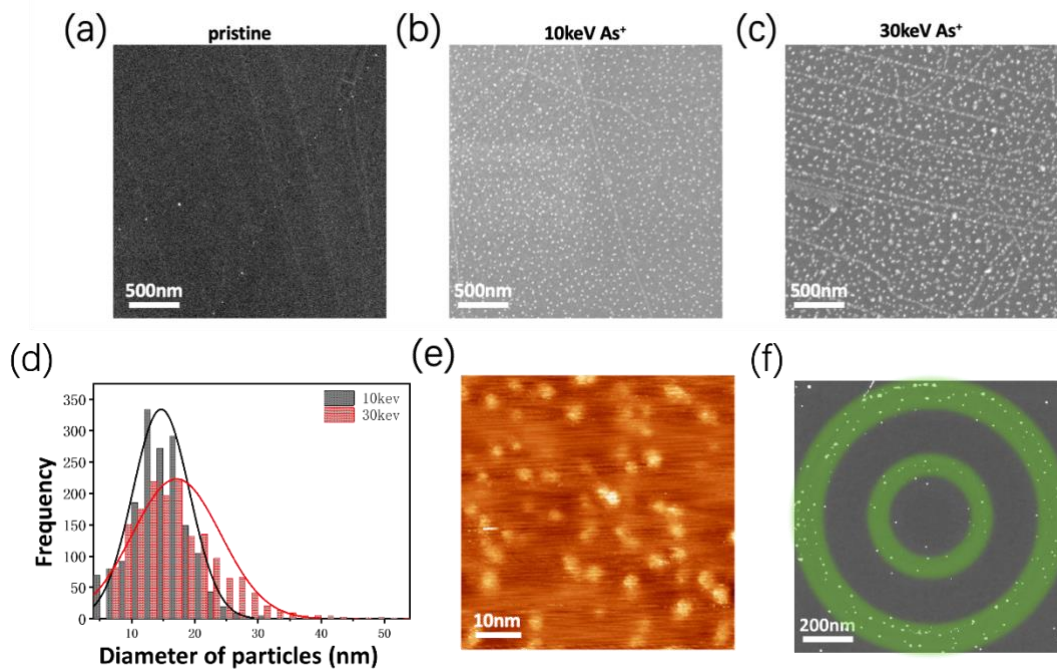 (a)
pristine
500nm
(b)
10keV As⁺
500nm
(c)
30keV As⁺
500nm
(d)
350
300
250
200
150
100
50
0
10
20
30
40
50
Frequency
Diameter of particles (nm)
10kev
30kev
(e)
10nm
(f)
200nm